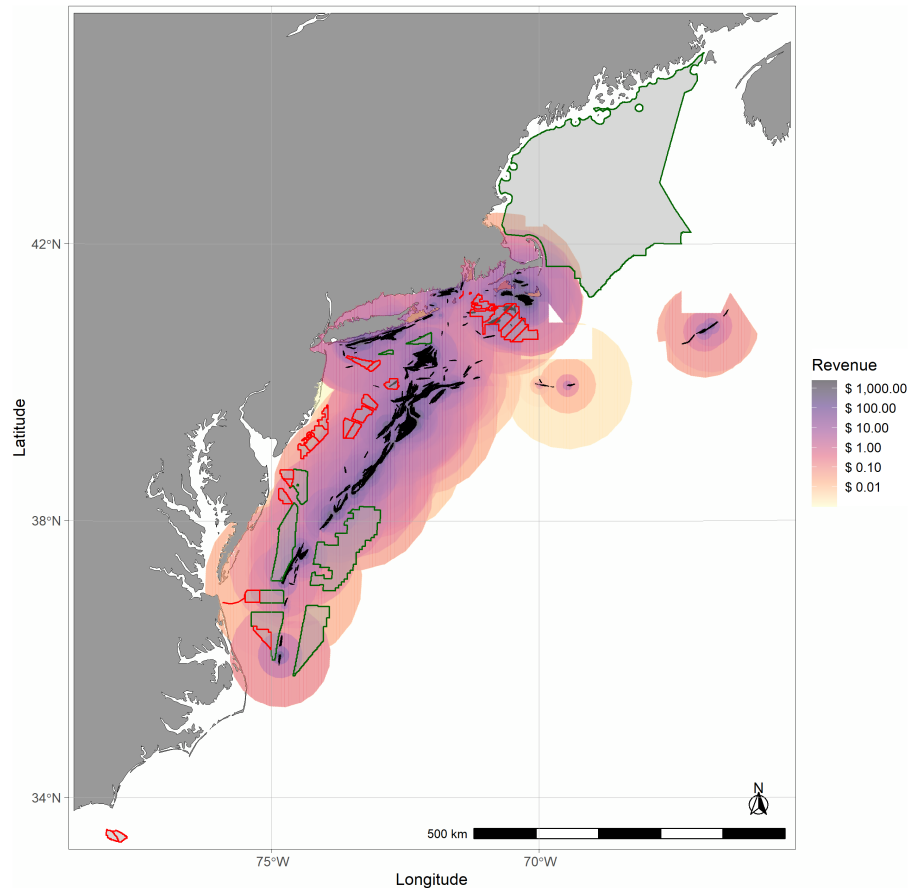 42°N
38°N
34°N
Latitude
75°W
70°W
Longitude
N
500 km
Revenue
$ 1,000.00
$ 100.00
$ 10.00
$ 1.00
$ 0.10
$ 0.01